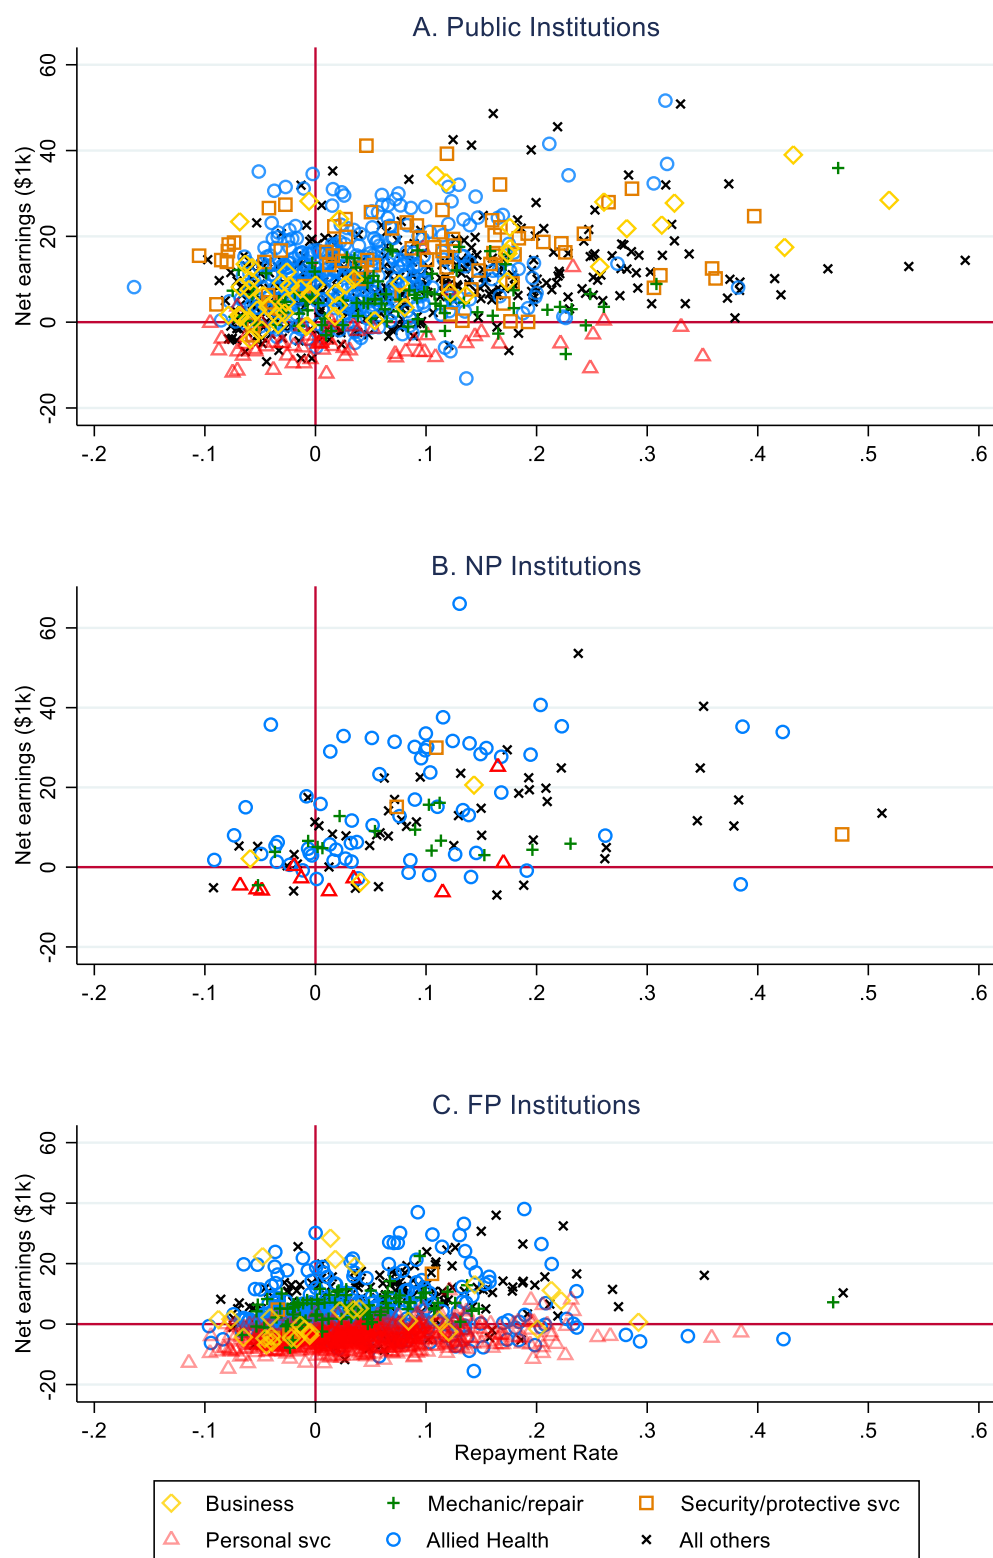 A. Public Institutions
Net earnings ($1k)
60
40
20
0
-20
-.2 -.1 0 .1 .2 .3 .4 .5 .6
B. NP Institutions
Net earnings ($1k)
60
40
20
0
-20
-.2 -.1 0 .1 .2 .3 .4 .5 .6
C. FP Institutions
Net earnings ($1k)
60
40
20
0
-20
-.2 -.1 0 .1 .2 .3 .4 .5 .6
Repayment Rate
Business Mechanic/repair Security/protective svc
Personal svc Allied Health All others